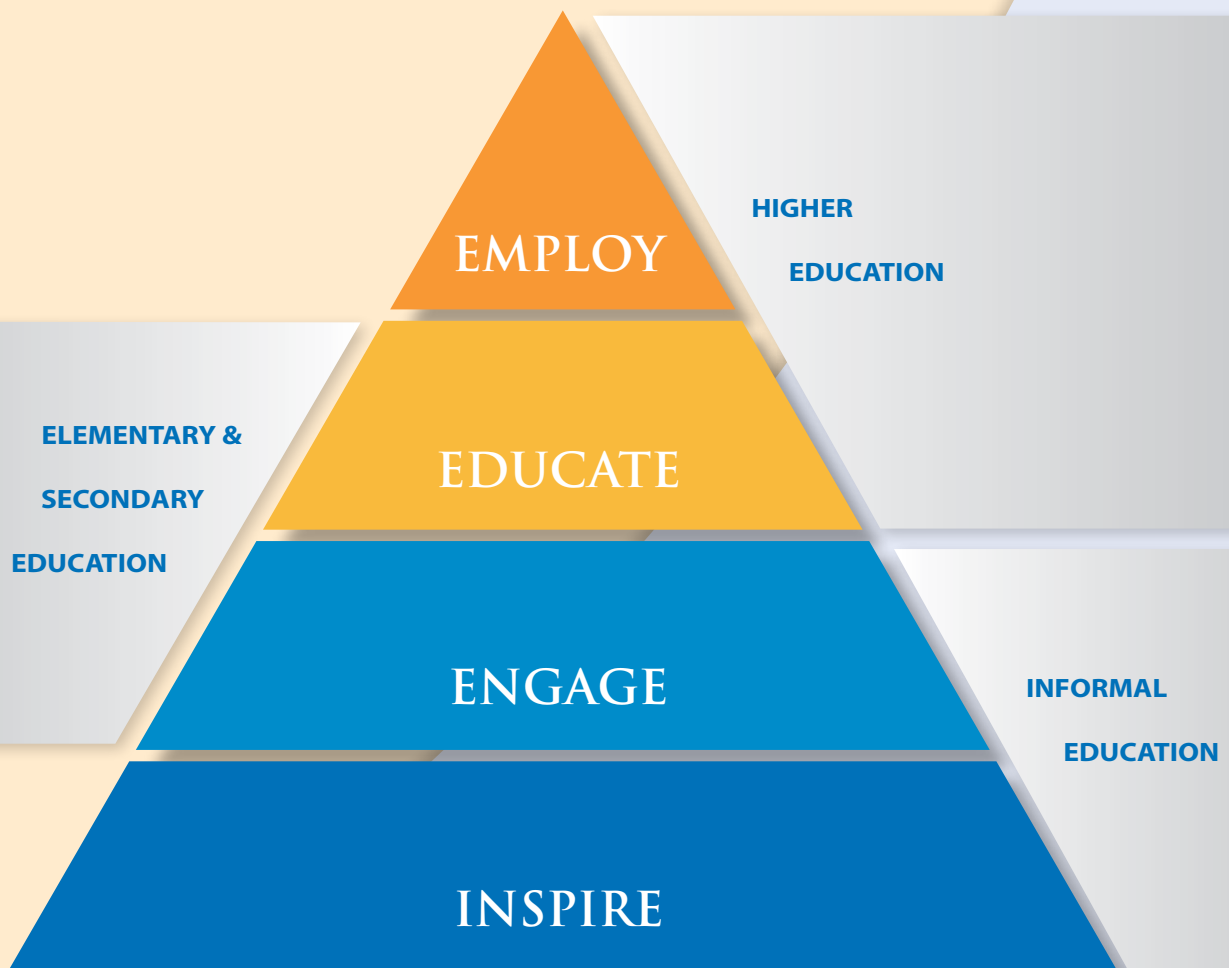 EMPLOY
HIGHER
EDUCATION
ELEMENTARY &
SECONDARY
EDUCATION
EDUCATE
ENGAGE
INFORMAL
EDUCATION
INSPIRE